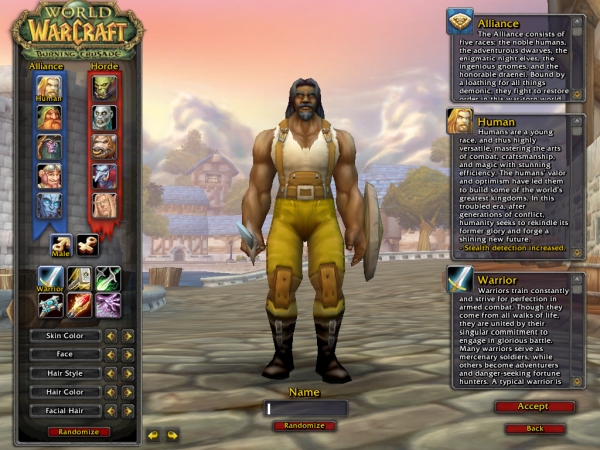 WORLD
OF
WARCRAFT
BURNING CRUSADE
Alliance
Horde
Human
Male
Warrior
Skin Color
Face
Hair Style
Hair Color
Facial Hair
Randomize
Name
Randomize
Alliance
The Alliance consists of
five races: the noble humans,
the adventurous dwarves, the
enigmatic night elves, the
ingenious gnomes, and the
honorable draenei. Bound by
a loathing for all things
demonic, they fight to restore
order in this war-torn world.
Human
Humans are a young
race, and thus highly
versatile, mastering the arts
of combat, craftsmanship,
and magic with stunning
efficiency. The humans' valor
and optimism have led them
to build some of the world's
greatest kingdoms. In this
troubled era, after
generations of conflict,
humanity seeks to rekindle its
former glory and forge a
shining new future.
- Stealth detection increased.
Warrior
Warriors train constantly
and strive for perfection in
armed combat. Though they
come from all walks of life,
they are united by their
singular commitment to
engage in glorious battle.
Many warriors serve as
mercenary soldiers, while
others become adventurers
and danger-seeking fortune
hunters. A typical warrior is
Accept
Back